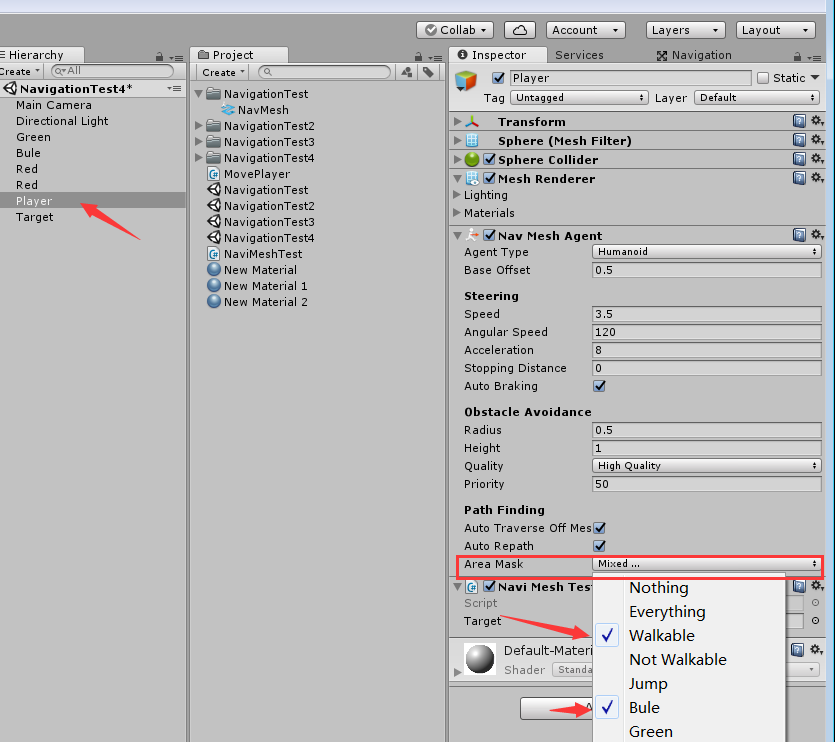 Collab
Account
Layers
Layout
Hierarchy
Create
All
NavigationTest4*
Main Camera
Directional Light
Green
Bule
Red
Red
Player
Target
Project
Create
NavigationTest
NavMesh
NavigationTest2
NavigationTest3
NavigationTest4
MovePlayer
NavigationTest
NavigationTest2
NavigationTest3
NavigationTest4
NaviMeshTest
New Material
New Material 1
New Material 2
Inspector
Services
Navigation
Player
Static
Tag Untagged Layer Default
Transform
Sphere (Mesh Filter)
Sphere Collider
Mesh Renderer
Lighting
Materials
Nav Mesh Agent
Agent Type Humanoid
Base Offset 0.5
Steering
Speed 3.5
Angular Speed 120
Acceleration 8
Stopping Distance 0
Auto Braking
Obstacle Avoidance
Radius 0.5
Height 1
Quality High Quality
Priority 50
Path Finding
Auto Traverse Off Mes
Auto Repath
Area Mask Mixed ...
Navi Mesh Tes
Script
Target
Default-Materi
Shader Standa
Nothing
Everything
Walkable
Not Walkable
Jump
Bule
Green